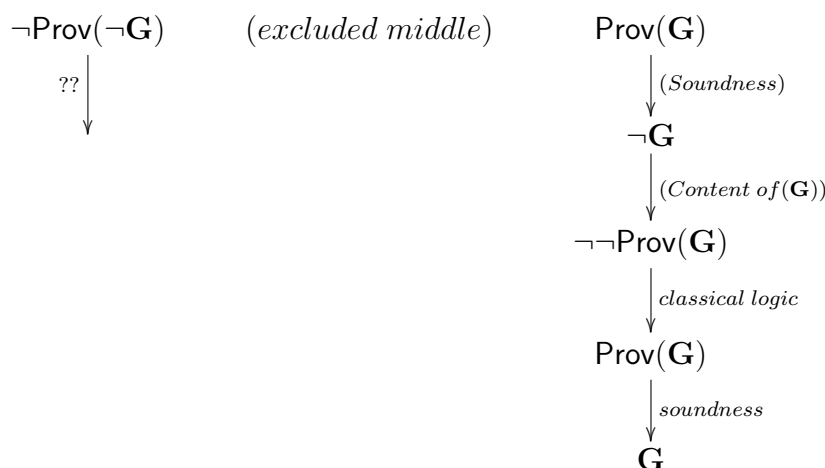 ¬Prov(¬G) (excluded middle) Prov(G)
?? (Soundness)
¬G
(Content of(G))
¬¬Prov(G)
classical logic
Prov(G)
soundness
G